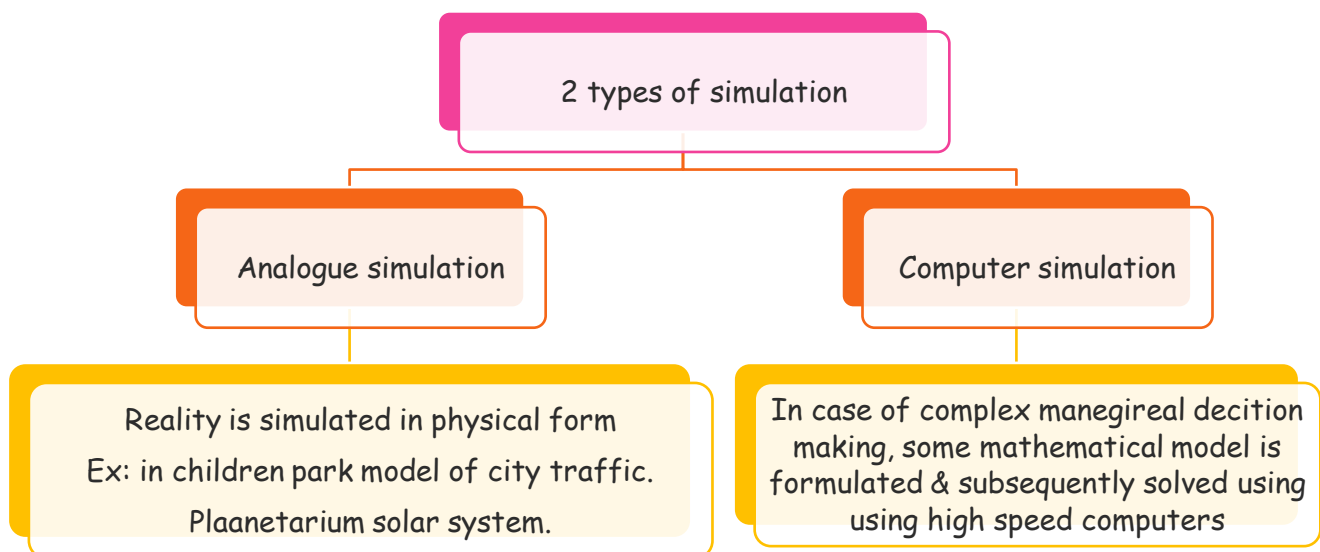 2 types of simulation
Analogue simulation
Computer simulation
Reality is simulated in physical form
Ex: in children park model of city traffic.
Plaanetarium solar system.
In case of complex manegireal decition
making, some mathematical model is
formulated & subsequently solved using
using high speed computers